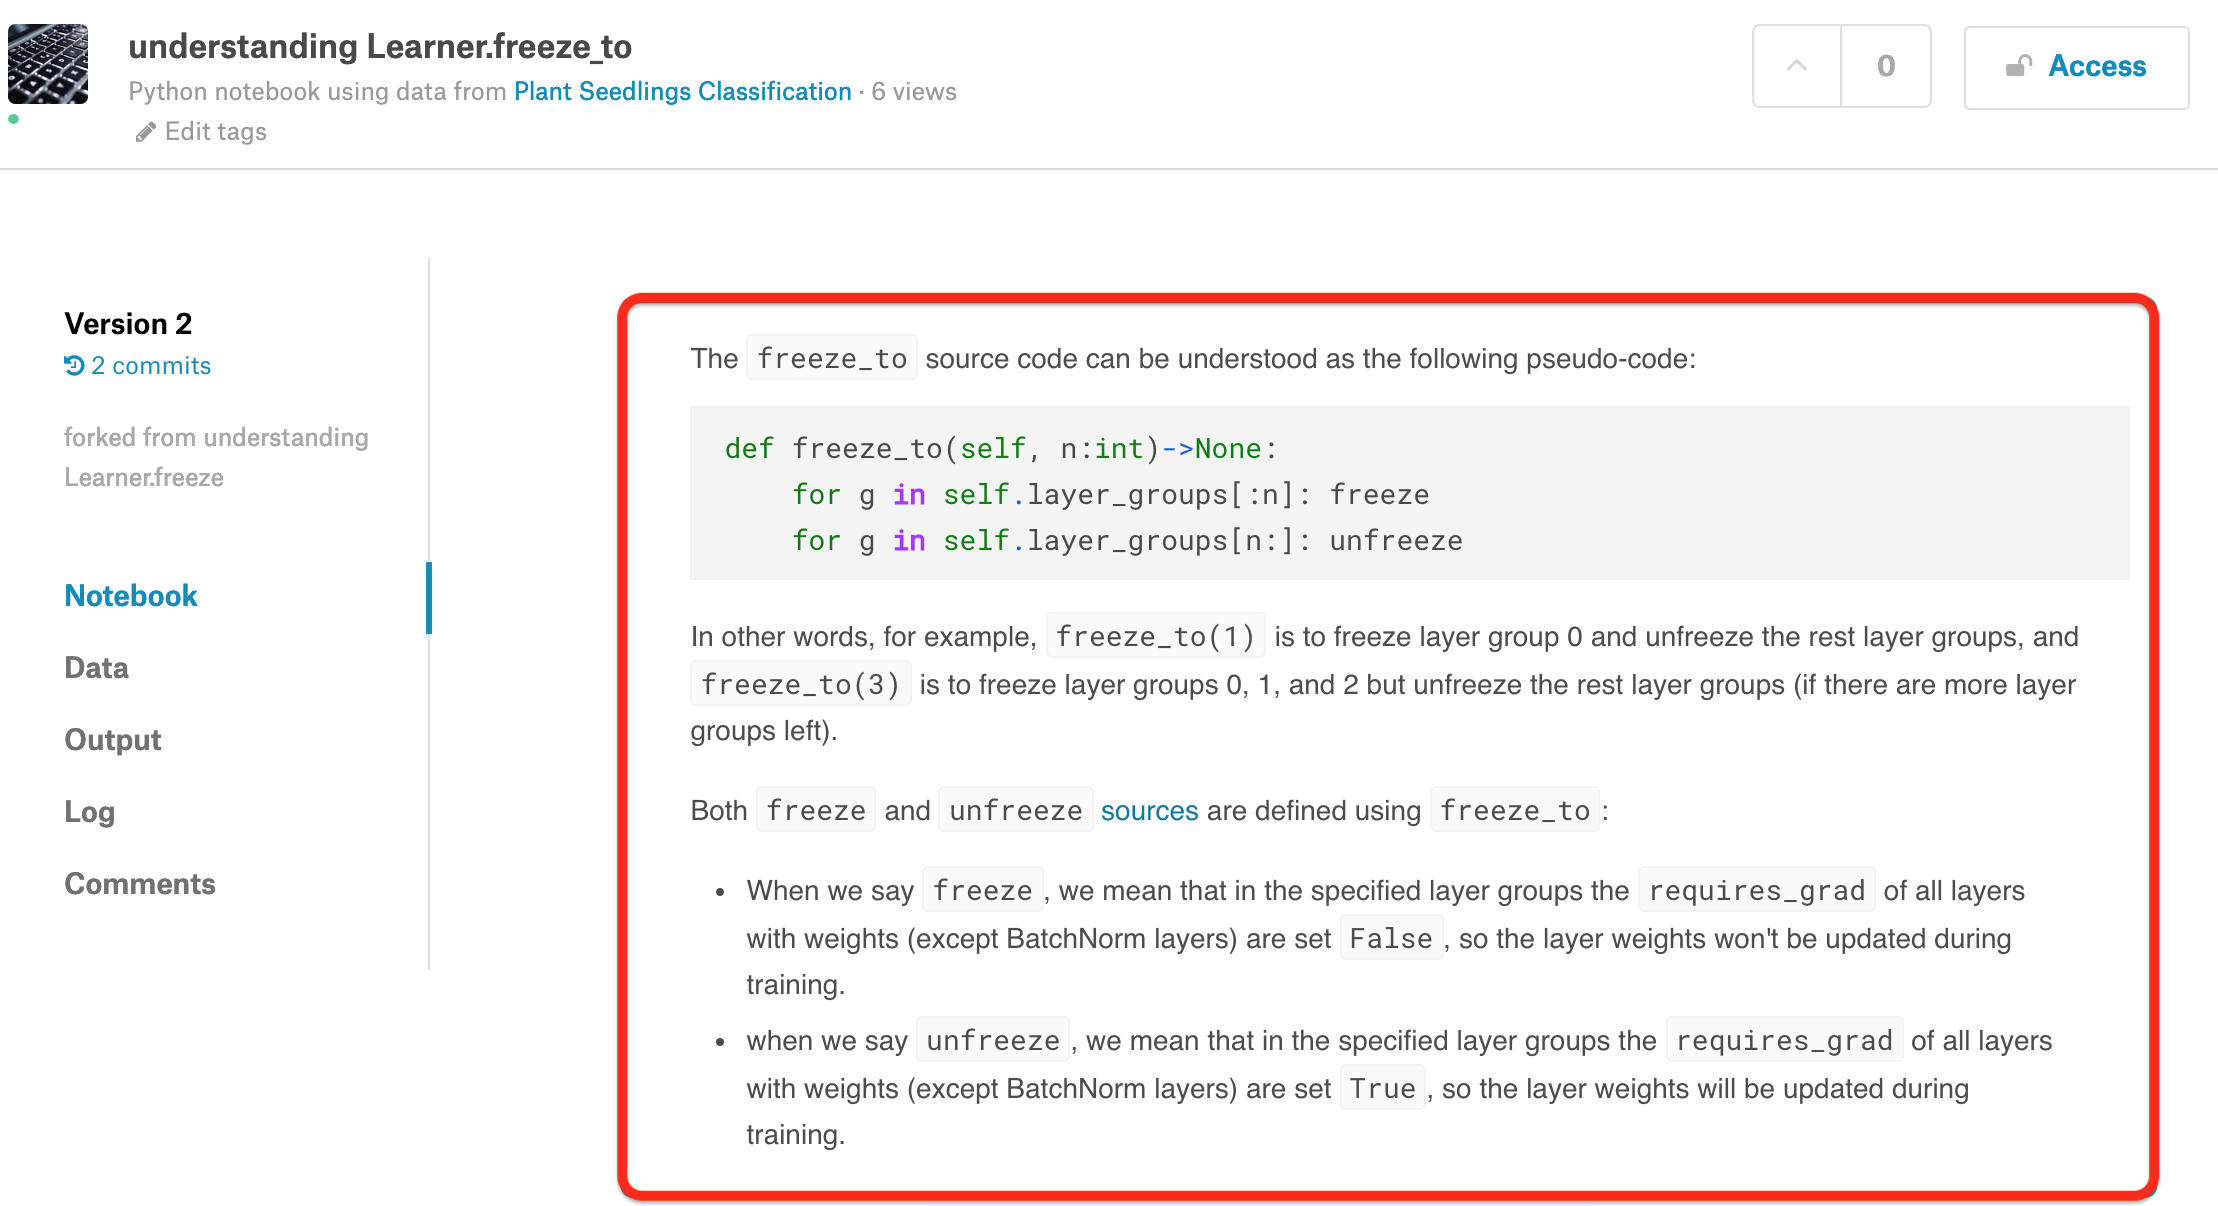 understanding Learner.freeze_to
Python notebook using data from Plant Seedlings Classification · 6 views
Edit tags
0
Access
Version 2
2 commits
forked from understanding
Learner.freeze
Notebook
Data
Output
Log
Comments
The freeze_to source code can be understood as the following pseudo-code:
def freeze_to(self, n:int)->None:
    for g in self.layer_groups[:n]: freeze
    for g in self.layer_groups[n:]: unfreeze
In other words, for example, freeze_to(1) is to freeze layer group 0 and unfreeze the rest layer groups, and
freeze_to(3) is to freeze layer groups 0, 1, and 2 but unfreeze the rest layer groups (if there are more layer
groups left).
Both freeze and unfreeze sources are defined using freeze_to :
• When we say freeze , we mean that in the specified layer groups the requires_grad of all layers
with weights (except BatchNorm layers) are set False , so the layer weights won't be updated during
training.
• when we say unfreeze , we mean that in the specified layer groups the requires_grad of all layers
with weights (except BatchNorm layers) are set True , so the layer weights will be updated during
training.